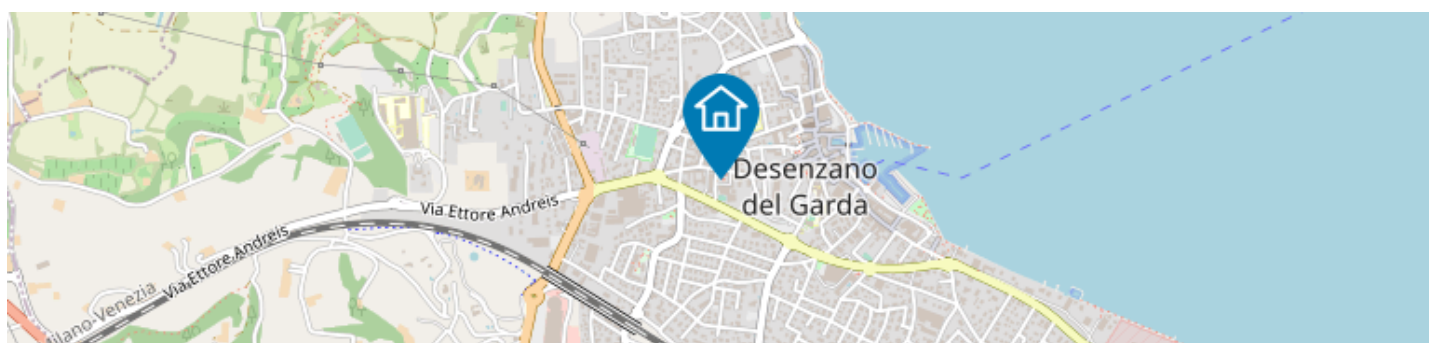 Desenzano
del Garda
Via Ettore Andreis
Via Ettore Andreis
Milano-Venezia